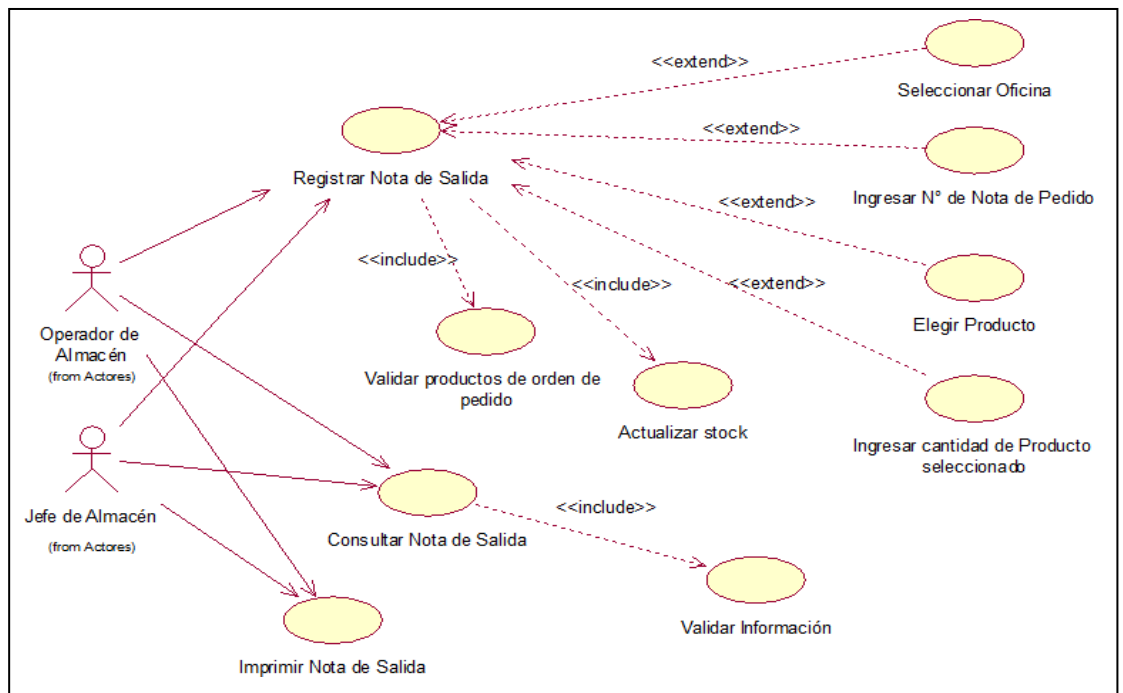 <<extend>>
Seleccionar Oficina
<<extend>>
Registrar Nota de Salida
Ingresar N° de Nota de Pedido
<<extend>>
<<include>>
<<include>>
<<extend>>
Operador de
Almacén
(from Actores)
Elegir Producto
Validar productos de orden de
pedido
Actualizar stock
Ingresar cantidad de Producto
seleccionado
Jefe de Almacén
(from Actores)
Consultar Nota de Salida
<<include>>
Validar Información
Imprimir Nota de Salida